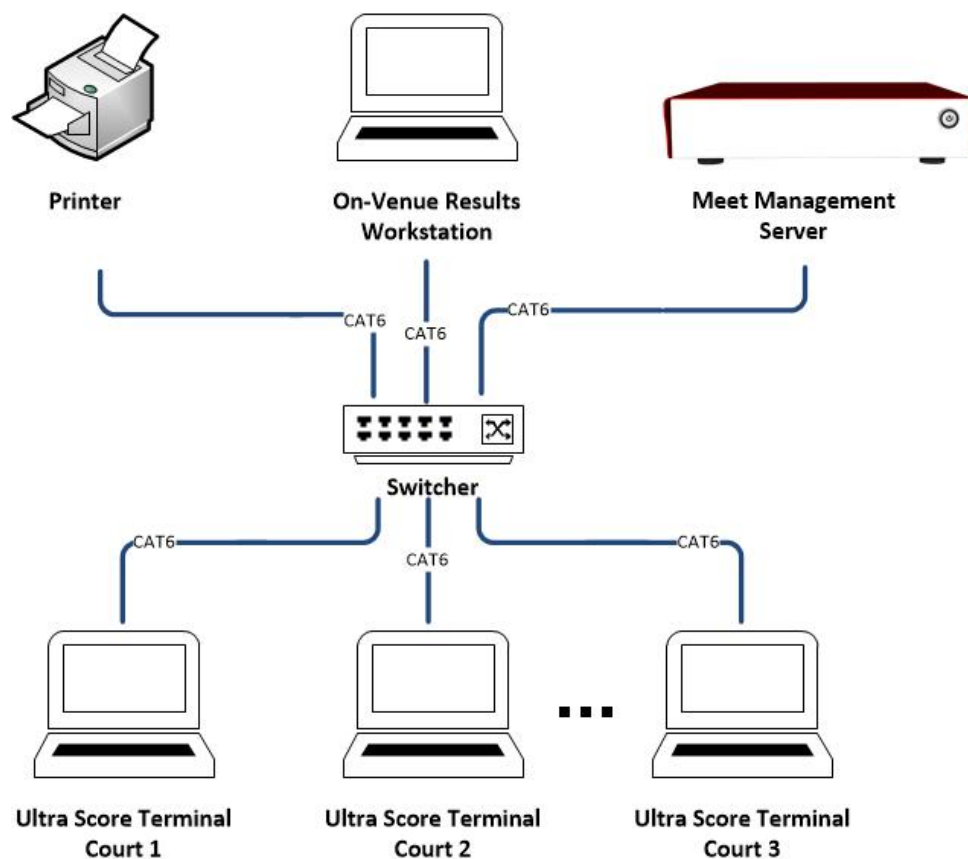 Printer
On-Venue Results
Workstation
Meet Management
Server
CAT6
CAT6
CAT6
Switcher
CAT6
CAT6
CAT6
Ultra Score Terminal
Court 1
Ultra Score Terminal
Court 2
...
Ultra Score Terminal
Court 3